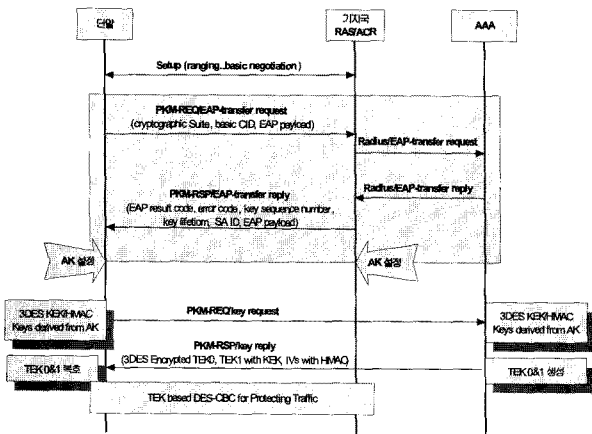 단말
기지국
RAS/ACR
AAA
Setup (ranging..basic negotiation )
PKM-REQ/EAP-transfer request
(cryptographic Suite, basic CID, EAP payload)
Radius/EAP-transfer request
PKM-RSP/EAP-transfer reply
(EAP result code, error code , key sequence number ,
key lifetiom, SA ID, EAP payload)
Radius/EAP-transfer reply
AK 설정
AK 설정
3DES KEK/HMAC
Keys derived from AK
PKM-REQ/key request
3DES KEK/HMAC
Keys derived from AK
PKM-RSP/key reply
(3DES Encrypted TEK0, TEK1 with KEK, IVs with HMAC)
TEK 0&1 복호
TEK 0&1 생성
TEK based DES-CBC for Protecting Traffic